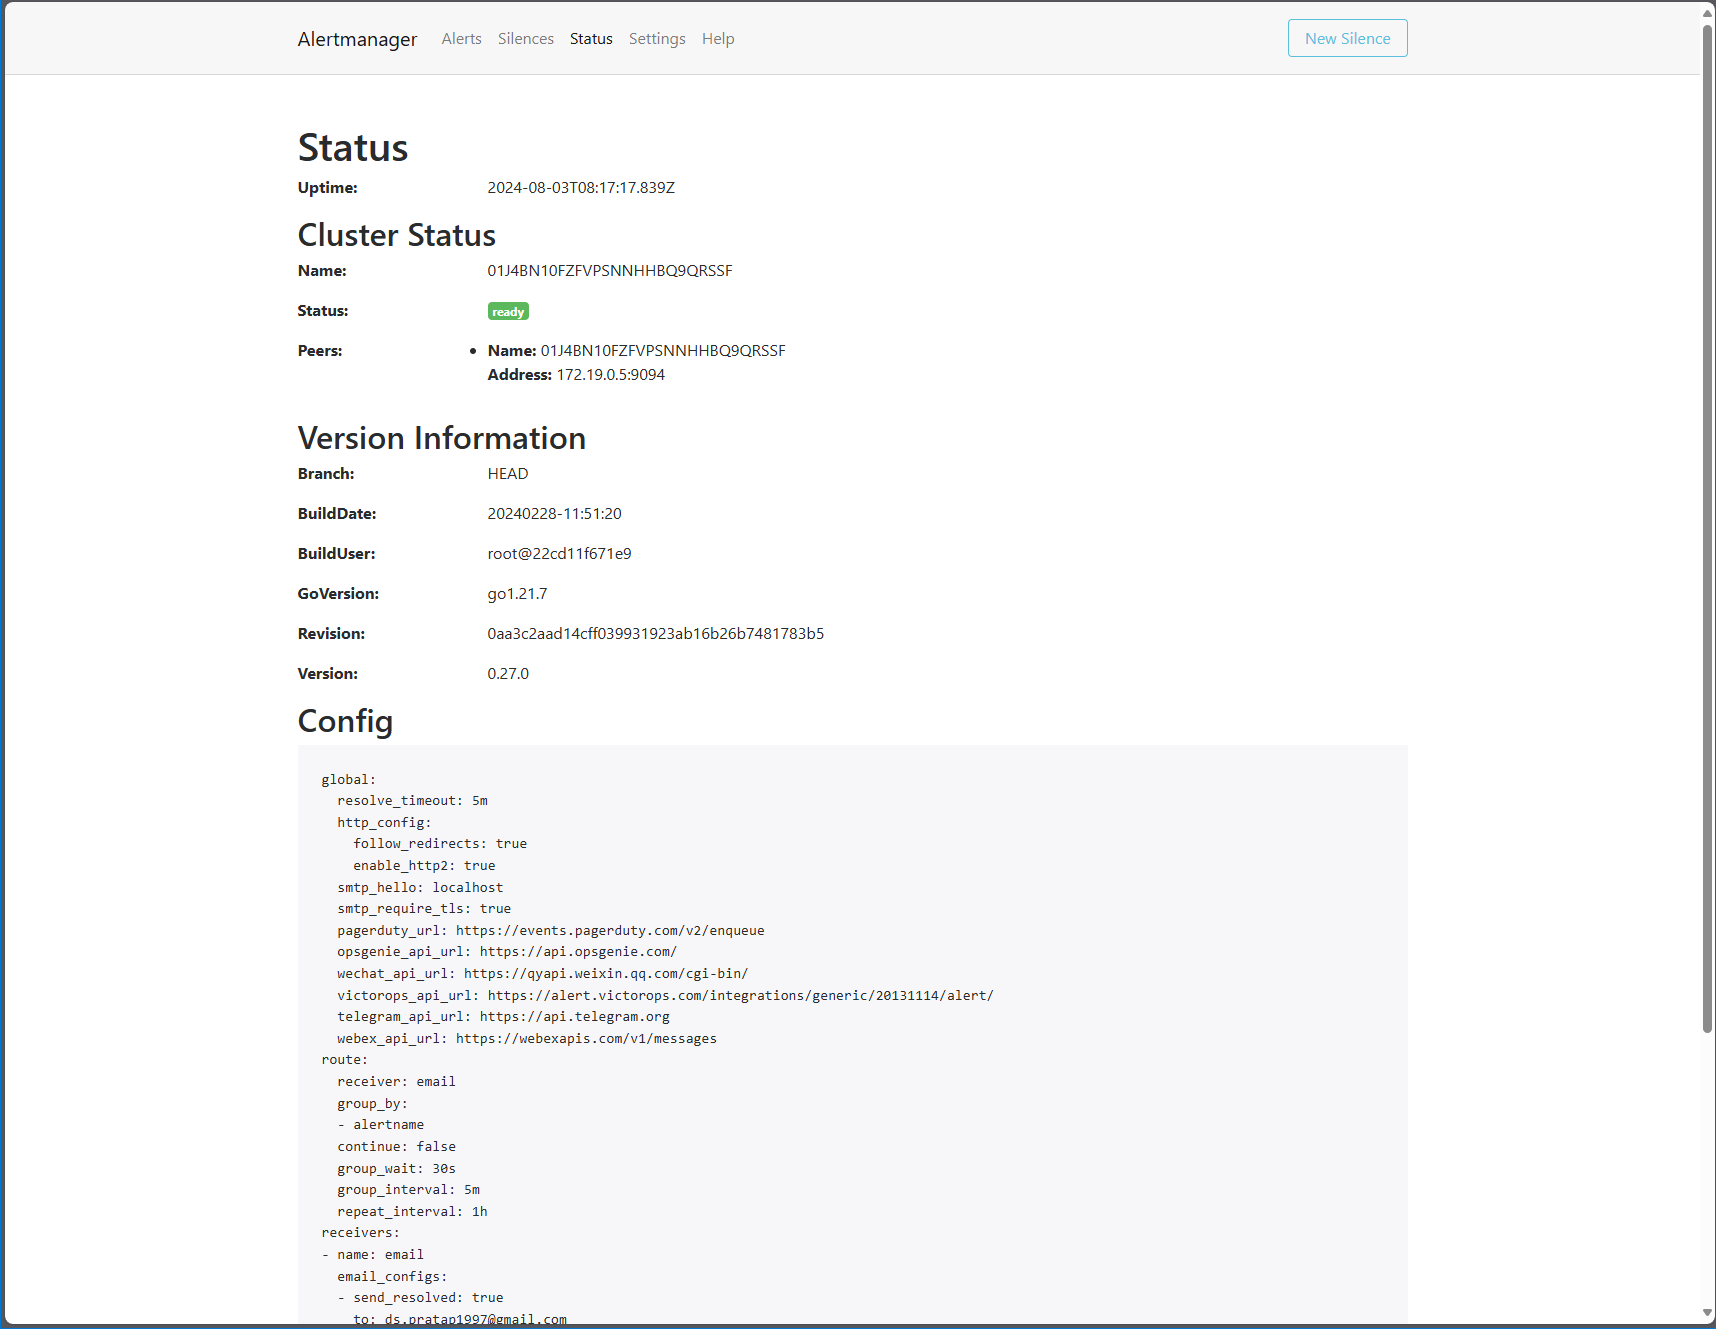 Alertmanager Alerts Silences Status Settings Help New Silence
Status
Uptime: 2024-08-03T08:17:17.839Z
Cluster Status
Name: 01J4BN10FZFVPSNNHHBQ9QRSSF
Status: ready
Peers: • Name: 01J4BN10FZFVPSNNHHBQ9QRSSF
Address: 172.19.0.5:9094
Version Information
Branch: HEAD
BuildDate: 20240228-11:51:20
BuildUser: root@22cd11f671e9
GoVersion: go1.21.7
Revision: 0aa3c2aad14cff039931923ab16b26b7481783b5
Version: 0.27.0
Config
global:
  resolve_timeout: 5m
  http_config:
    follow_redirects: true
    enable_http2: true
  smtp_hello: localhost
  smtp_require_tls: true
  pagerduty_url: https://events.pagerduty.com/v2/enqueue
  opsgenie_api_url: https://api.opsgenie.com/
  wechat_api_url: https://qyapi.weixin.qq.com/cgi-bin/
  victorops_api_url: https://alert.victorops.com/integrations/generic/20131114/alert/
  telegram_api_url: https://api.telegram.org
  webex_api_url: https://webexapis.com/v1/messages
route:
  receiver: email
  group_by:
  - alertname
  continue: false
  group_wait: 30s
  group_interval: 5m
  repeat_interval: 1h
receivers:
- name: email
  email_configs:
  - send_resolved: true
    to: ds.pratap1997@gmail.com